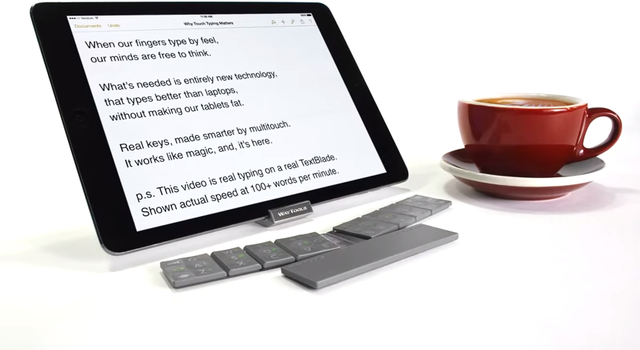 Documents Undo Why Touch Typing Matters
When our fingers type by feel,
our minds are free to think.
What's needed is entirely new technology,
that types better than laptops,
without making our tablets fat.
Real keys, made smarter by multitouch.
It works like magic, and, it's here.
p.s. This video is real typing on a real TextBlade.
Shown actual speed at 100+ words per minute.
WayTools